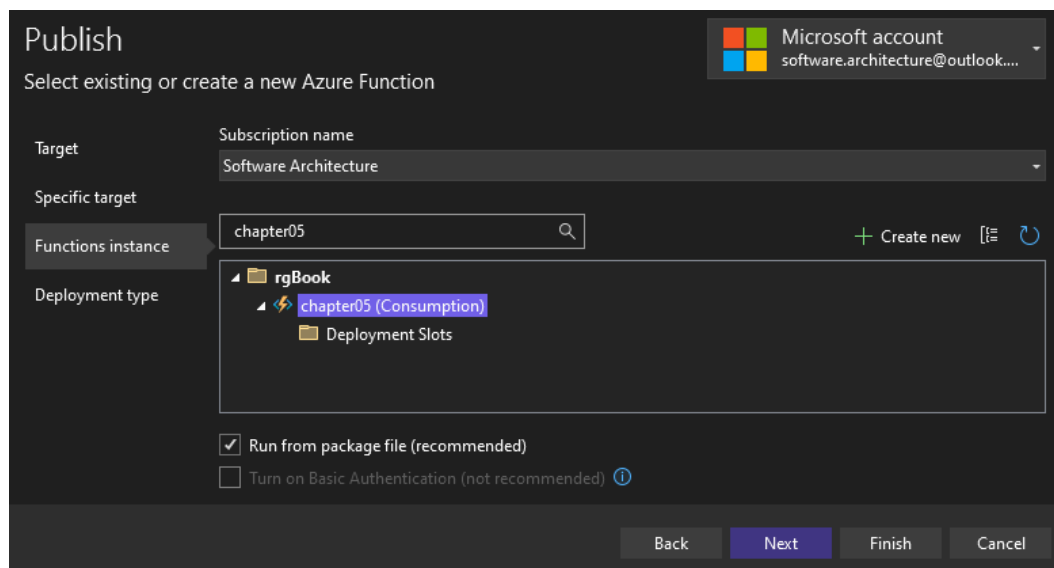 Publish
Microsoft account
software.architecture@outlook....
Select existing or create a new Azure Function
Target
Specific target
Functions instance
Deployment type
Subscription name
Software Architecture
chapter05
Create new
rgBook
chapter05 (Consumption)
Deployment Slots
Run from package file (recommended)
Turn on Basic Authentication (not recommended)
Back
Next
Finish
Cancel